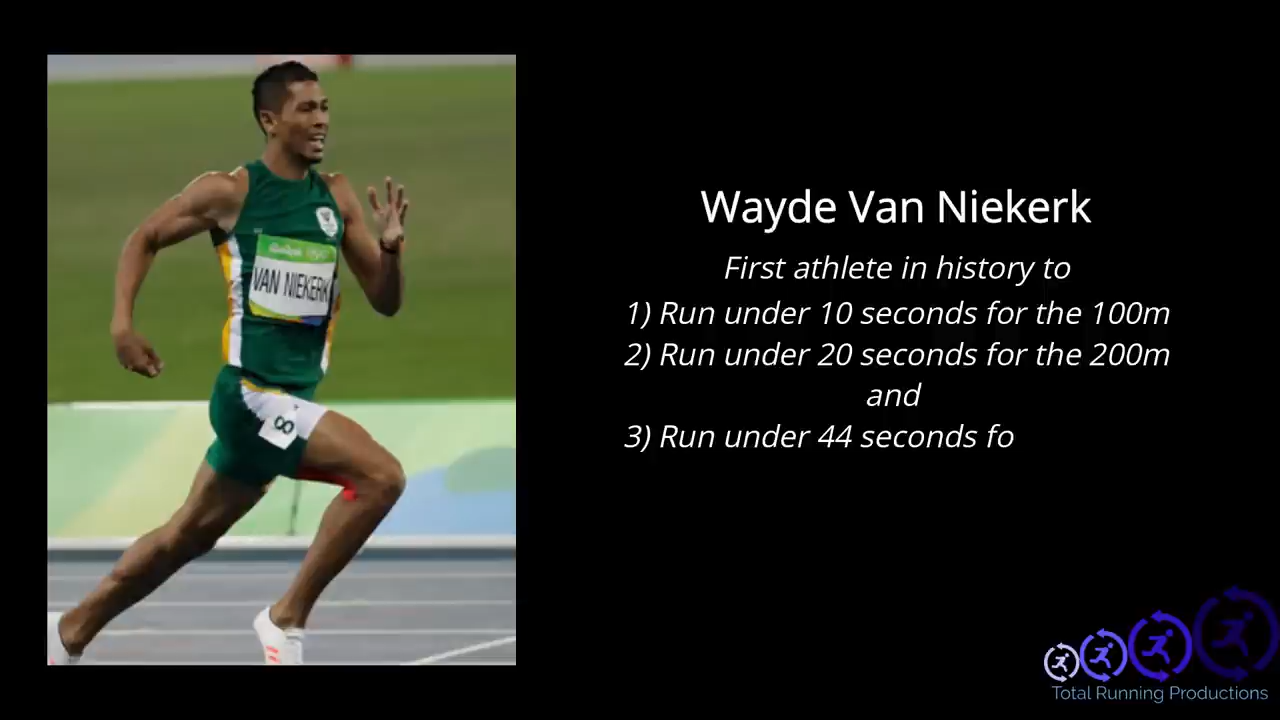 Wayde Van Niekerk
First athlete in history to
1) Run under 10 seconds for the 100m
2) Run under 20 seconds for the 200m
and
3) Run under 44 seconds fo
VAN NIEKERK
8
Total Running Productions